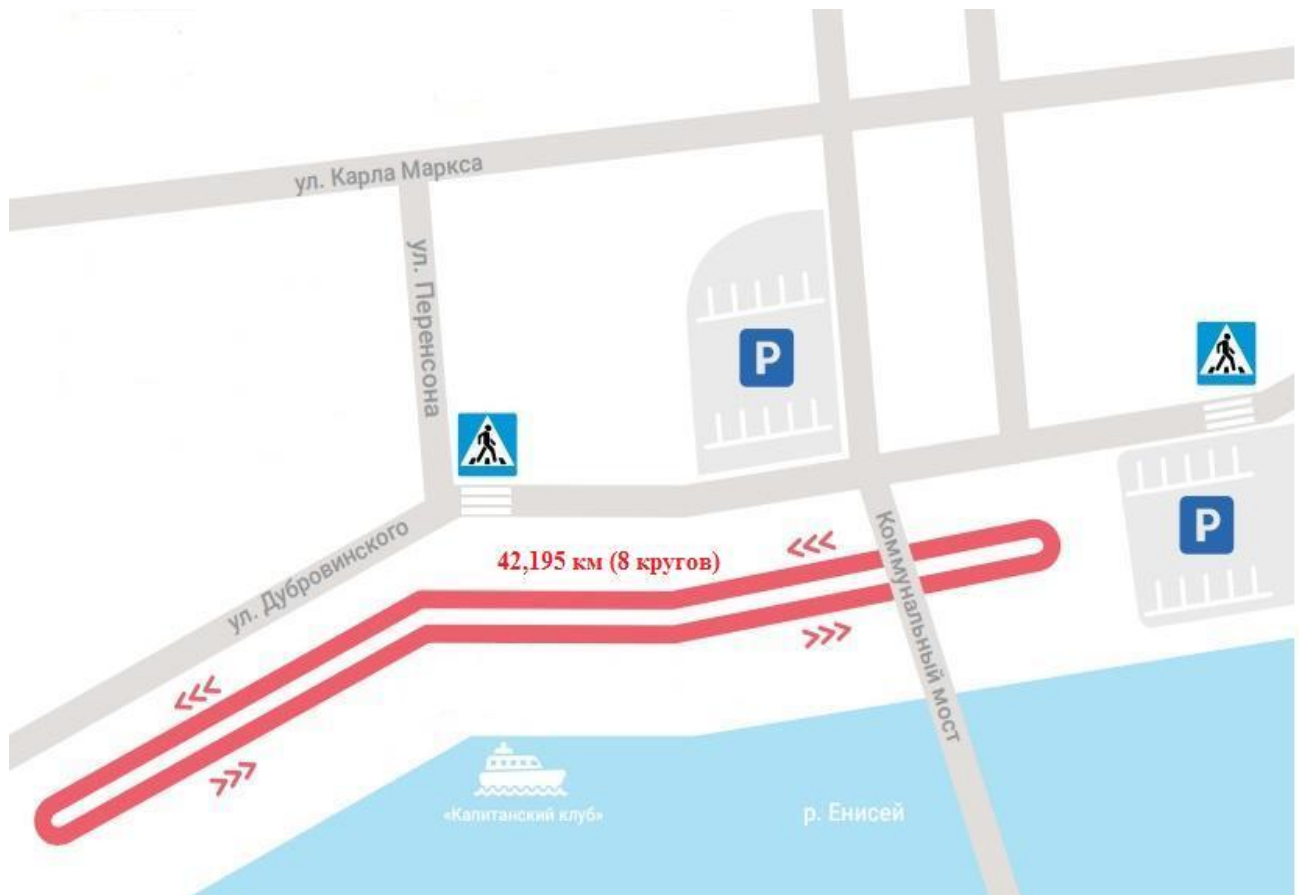 ул. Карла Маркса
ул. Перенсона
P
42,195 км (8 кругов)
P
ул. Дубровинского
Коммунальный мост
«Капитанский клуб»
р. Енисей